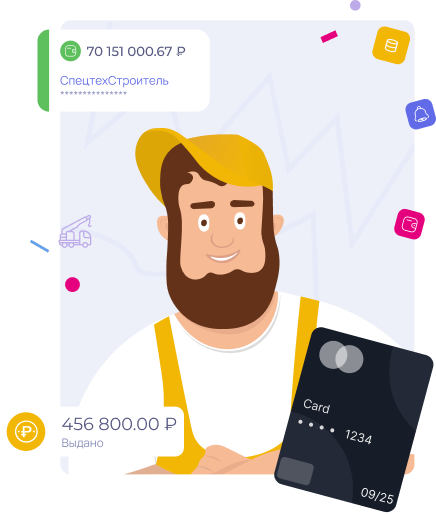 70 151 000.67 ₽
СпецтехСтроитель
***************
456 800.00 ₽
Выдано
₽
Card
**** 1234
09/25